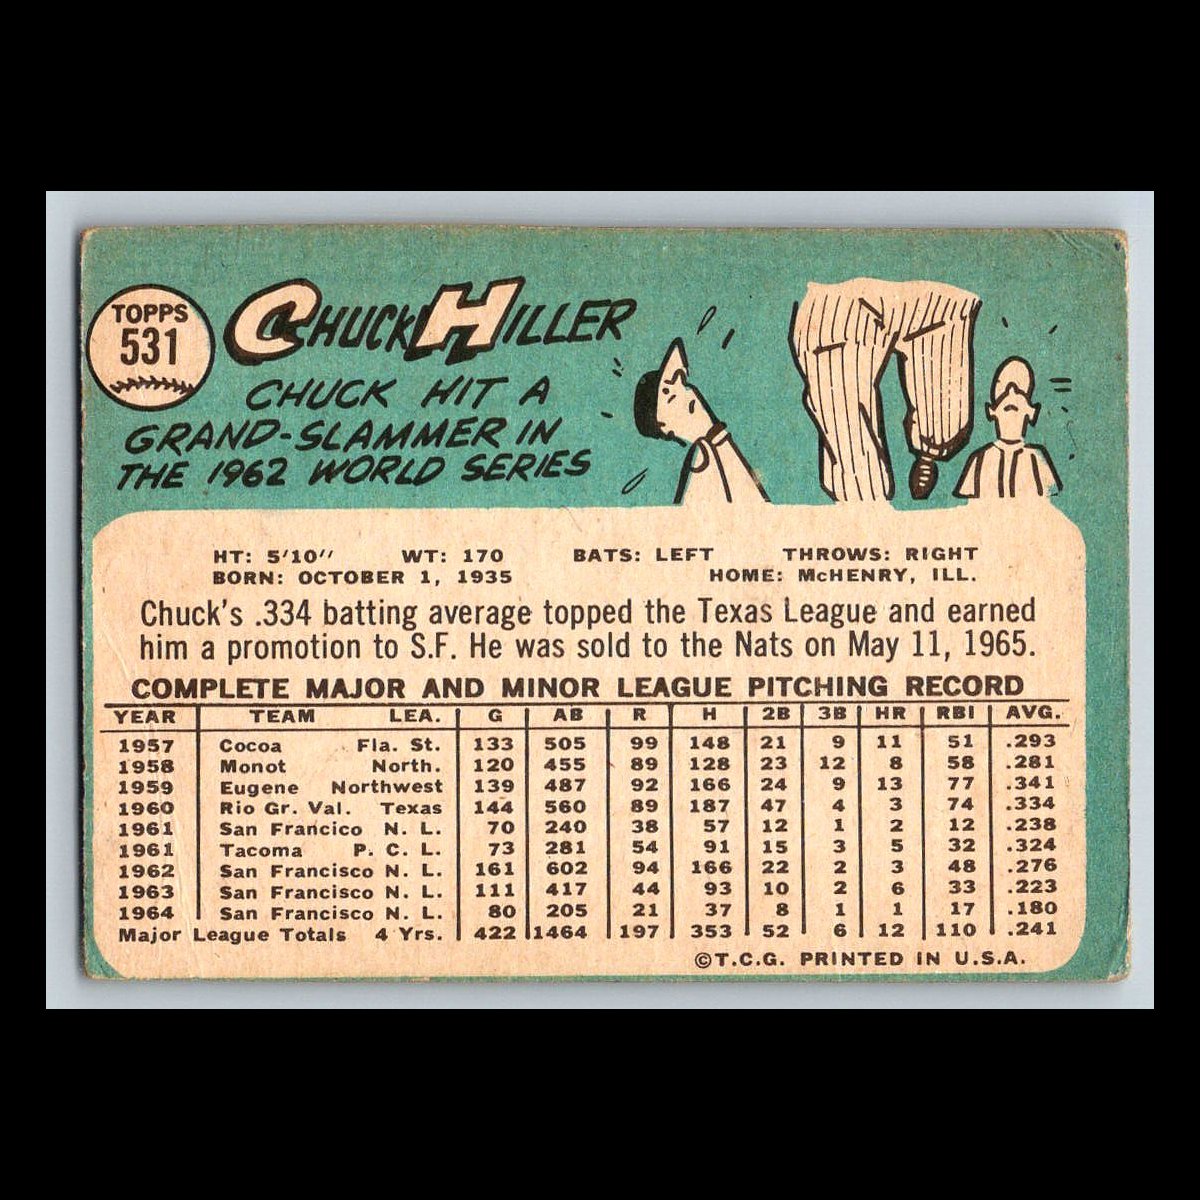 TOPPS
531
CHUCK HILLER
CHUCK HIT A
GRAND-SLAMMER IN
THE 1962 WORLD SERIES
HT: 5'10" WT: 170 BATS: LEFT THROWS: RIGHT
BORN: OCTOBER 1, 1935 HOME: McHENRY, ILL.
Chuck's .334 batting average topped the Texas League and earned
him a promotion to S.F. He was sold to the Nats on May 11, 1965.
COMPLETE MAJOR AND MINOR LEAGUE PITCHING RECORD
YEAR TEAM LEA. G AB R H 2B 3B HR RBI AVG.
1957 Cocoa Fla. St. 133 505 99 148 21 9 11 51 .293
1958 Monot North. 120 455 89 128 23 12 8 58 .281
1959 Eugene Northwest 139 487 92 166 24 9 13 77 .341
1960 Rio Gr. Val. Texas 144 560 89 187 47 4 3 74 .334
1961 San Francico N. L. 70 240 38 57 12 1 2 12 .238
1961 Tacoma P. C. L. 73 281 54 91 15 3 5 32 .324
1962 San Francisco N. L. 161 602 94 166 22 2 3 48 .276
1963 San Francisco N. L. 111 417 44 93 10 2 6 33 .223
1964 San Francisco N. L. 80 205 21 37 8 1 1 17 .180
Major League Totals 4 Yrs. 422 1464 197 353 52 6 12 110 .241
©T.C.G. PRINTED IN U.S.A.